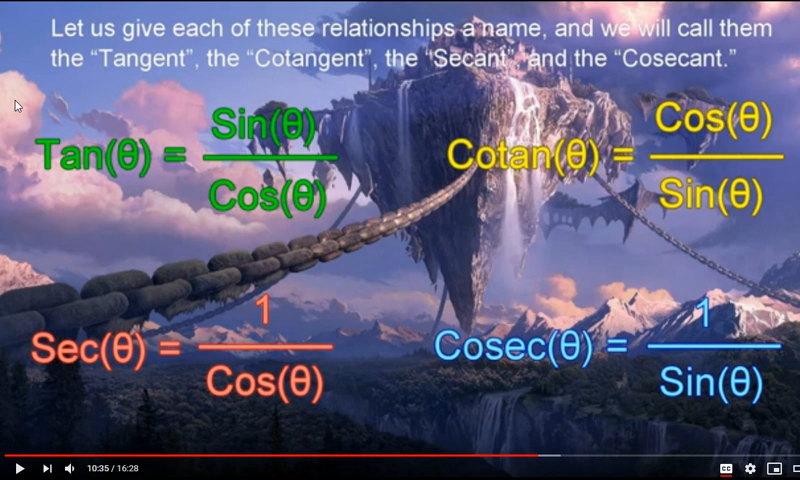 Let us give each of these relationships a name, and we will call them
the “Tangent”, the “Cotangent”, the “Secant”, and the “Cosecant.”
Tan(θ) = Sin(θ)
Cos(θ)
Cotan(θ) = Cos(θ)
Sin(θ)
Sec(θ) = 1
Cos(θ)
Cosec(θ) = 1
Sin(θ)
10:35 / 16:28
CC